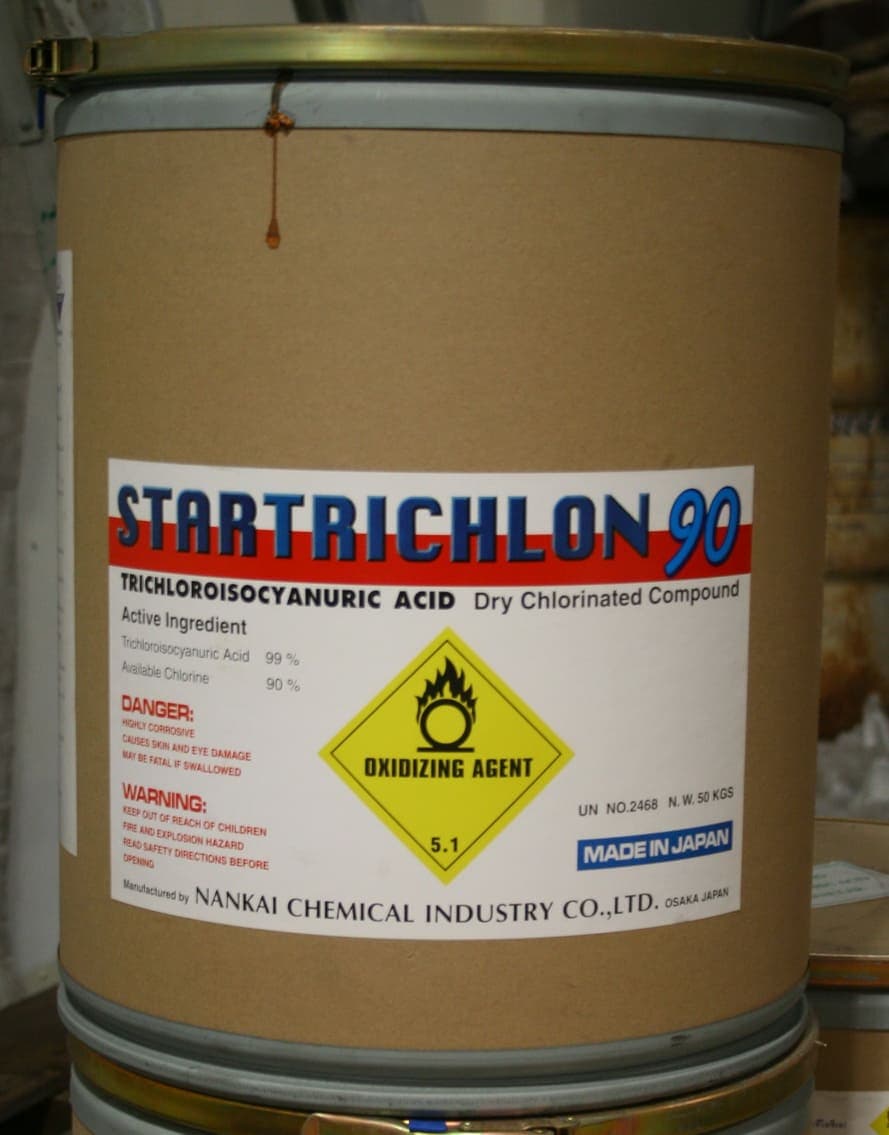 STARTRICHLON 90
TRICHLOROISOCYANURIC ACID Dry Chlorinated Compound
Active Ingredient
Trichloroisocyanuric Acid 99 %
Available Chlorine 90 %
DANGER:
HIGHLY CORROSIVE
CAUSES SKIN AND EYE DAMAGE
MAY BE FATAL IF SWALLOWED
WARNING:
KEEP OUT OF REACH OF CHILDREN
FIRE AND EXPLOSION HAZARD
READ SAFETY DIRECTIONS BEFORE
OPENING
OXIDIZING AGENT
5.1
UN NO.2468 N.W. 50 KGS
MADE IN JAPAN
Manufactured by NANKAI CHEMICAL INDUSTRY CO.,LTD. OSAKA JAPAN